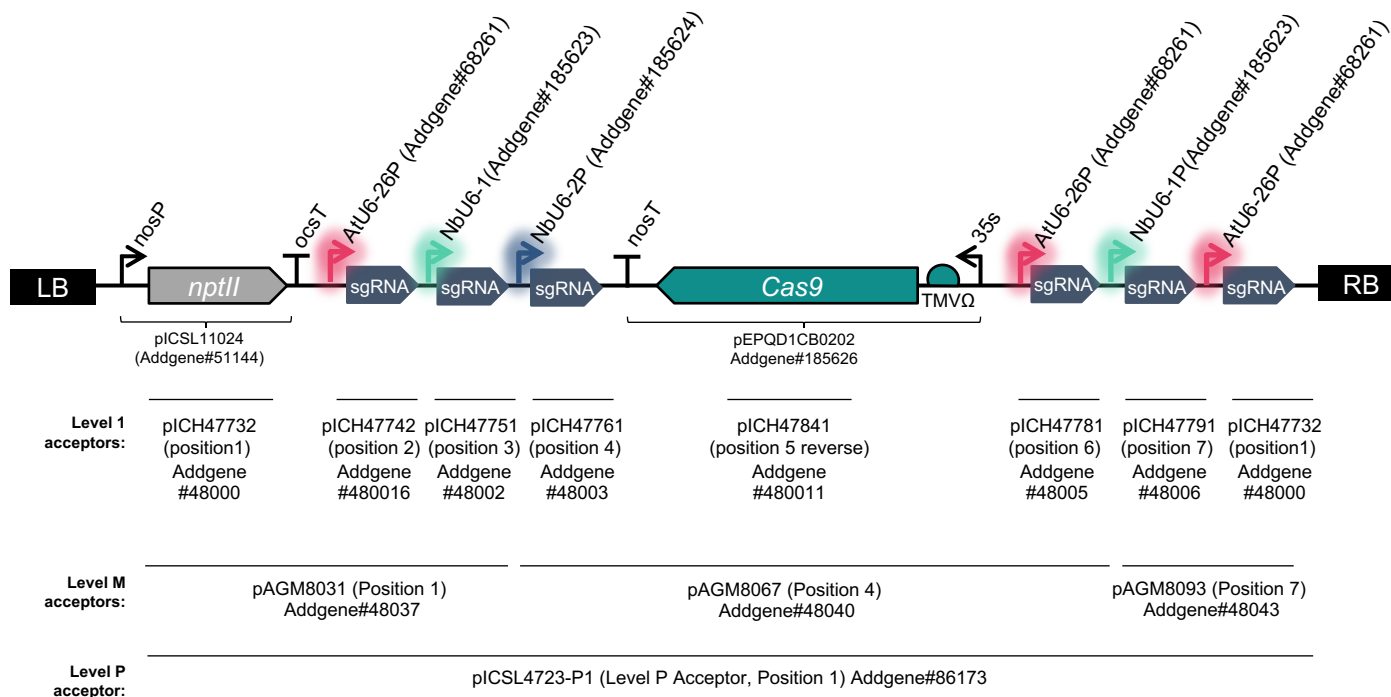 AtU6-26P (Addgene#68261)
NbU6-1(Addgene#185623)
NbU6-2P (Addgene#185624)
AtU6-26P (Addgene#68261)
NbU6-1P(Addgene#185623)
AtU6-26P (Addgene#68261)
nosP
ocsT
nosT
35s
LB
nptII
sgRNA
sgRNA
sgRNA
Cas9
TMVΩ
sgRNA
sgRNA
sgRNA
RB
pICSL11024
(Addgene#51144)
pEPQD1CB0202
Addgene#185626
Level 1
acceptors:
pICH47732
(position1)
Addgene
#48000
pICH47742
(position 2)
Addgene
#480016
pICH47751
(position 3)
Addgene
#48002
pICH47761
(position 4)
Addgene
#48003
pICH47841
(position 5 reverse)
Addgene
#480011
pICH47781
(position 6)
Addgene
#48005
pICH47791
(position 7)
Addgene
#48006
pICH47732
(position1)
Addgene
#48000
Level M
acceptors:
pAGM8031 (Position 1)
Addgene#48037
pAGM8067 (Position 4)
Addgene#48040
pAGM8093 (Position 7)
Addgene#48043
Level P
acceptor:
pICSL4723-P1 (Level P Acceptor, Position 1) Addgene#86173